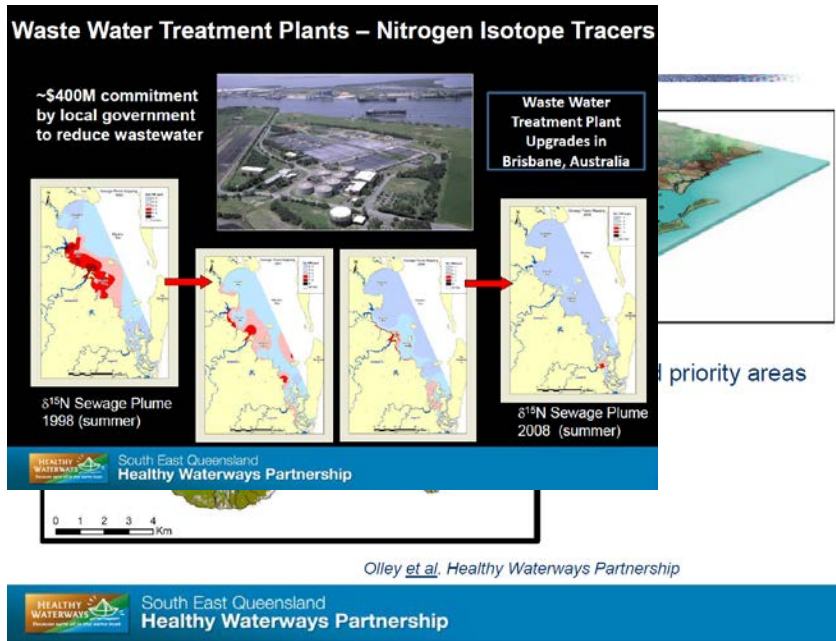 Waste Water Treatment Plants – Nitrogen Isotope Tracers
~$400M commitment
by local government
to reduce wastewater
Waste Water
Treatment Plant
Upgrades in
Brisbane, Australia
δ¹⁵N Sewage Plume
1998 (summer)
δ¹⁵N Sewage Plume
2008 (summer)
HEALTHY
WATERWAYS
South East Queensland
Healthy Waterways Partnership
priority areas
0 1 2 3 4
Km
Olley et al. Healthy Waterways Partnership
HEALTHY
WATERWAYS
South East Queensland
Healthy Waterways Partnership